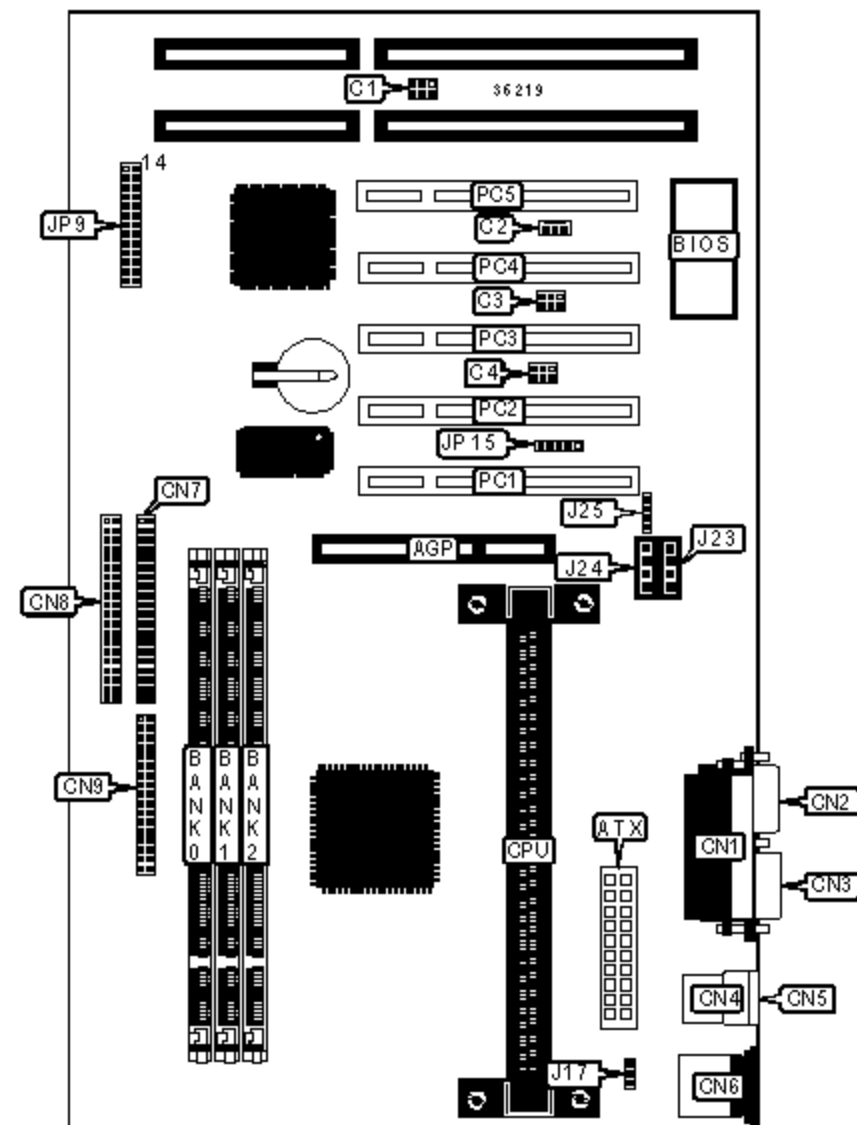 C1
36219
14
JP9
PC5
C2
BIOS
PC4
C3
PC3
C4
PC2
JP15
PC1
CN7
J25
J23
AGP
J24
CN8
BANK0
BANK1
BANK2
CN9
CPU
ATX
CN1
CN2
CN3
CN4
CN5
J17
CN6